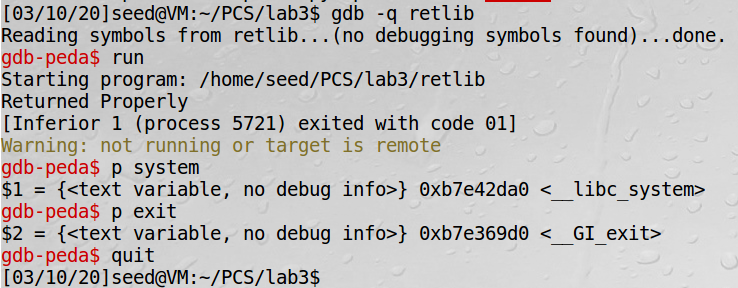 [03/10/20]seed@VM:~/PCS/lab3$ gdb -q retlib
Reading symbols from retlib...(no debugging symbols found)...done.
gdb-peda$ run
Starting program: /home/seed/PCS/lab3/retlib
Returned Properly
[Inferior 1 (process 5721) exited with code 01]
Warning: not running or target is remote
gdb-peda$ p system
$1 = {<text variable, no debug info>} 0xb7e42da0 <__libc_system>
gdb-peda$ p exit
$2 = {<text variable, no debug info>} 0xb7e369d0 <__GI_exit>
gdb-peda$ quit
[03/10/20]seed@VM:~/PCS/lab3$